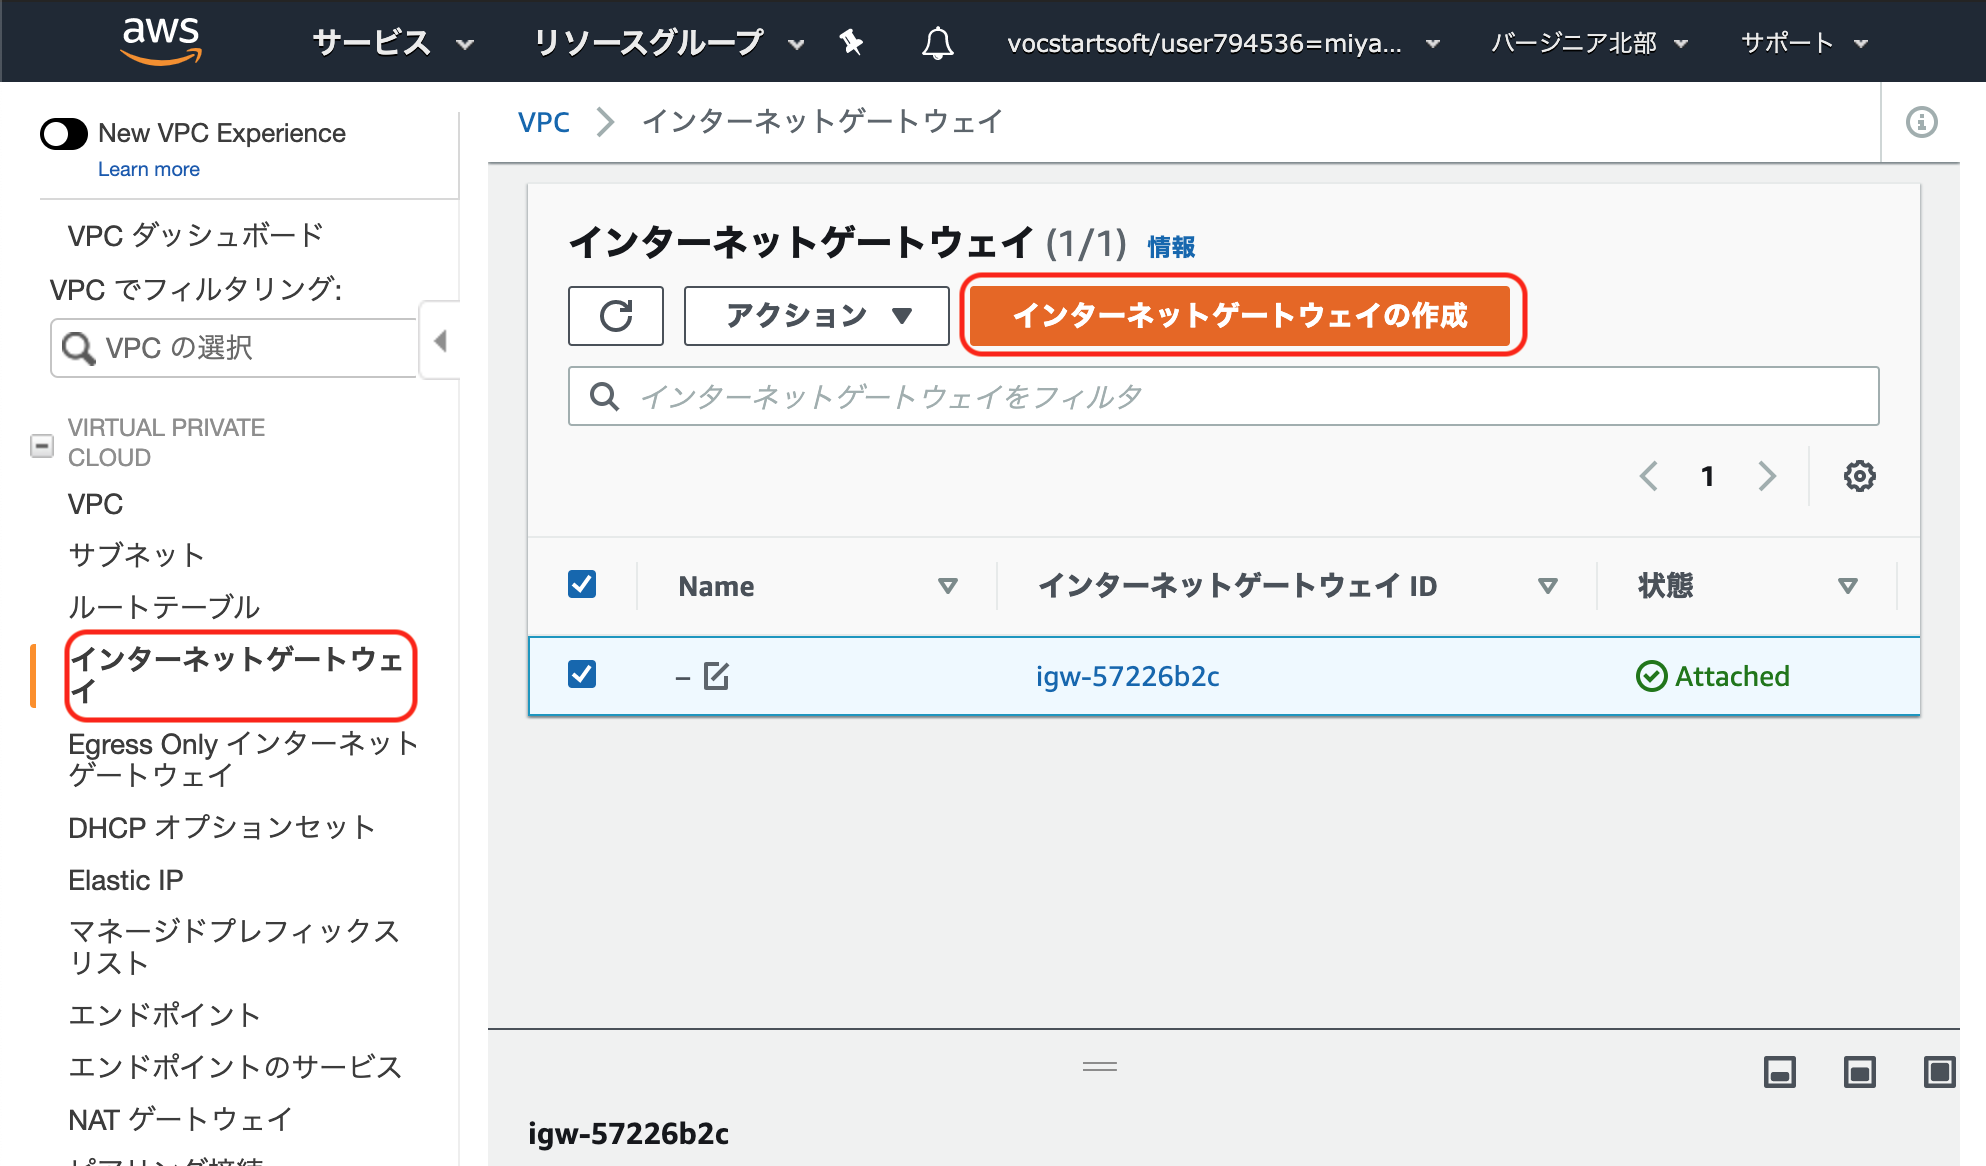 aws
サービス
リソースグループ
vocstartsoft/user794536=miya...
バージニア北部
サポート
New VPC Experience
Learn more
VPC ダッシュボード
VPC でフィルタリング:
VPC の選択
VIRTUAL PRIVATE
CLOUD
VPC
サブネット
ルートテーブル
インターネットゲートウェ
イ
Egress Only インターネット
ゲートウェイ
DHCP オプションセット
Elastic IP
マネージドプレフィックス
リスト
エンドポイント
エンドポイントのサービス
NAT ゲートウェイ
ピアリング接続
VPC
インターネットゲートウェイ
インターネットゲートウェイ (1/1) 情報
アクション
インターネットゲートウェイの作成
インターネットゲートウェイをフィルタ
1
Name
インターネットゲートウェイ ID
状態
–
igw-57226b2c
Attached
igw-57226b2c